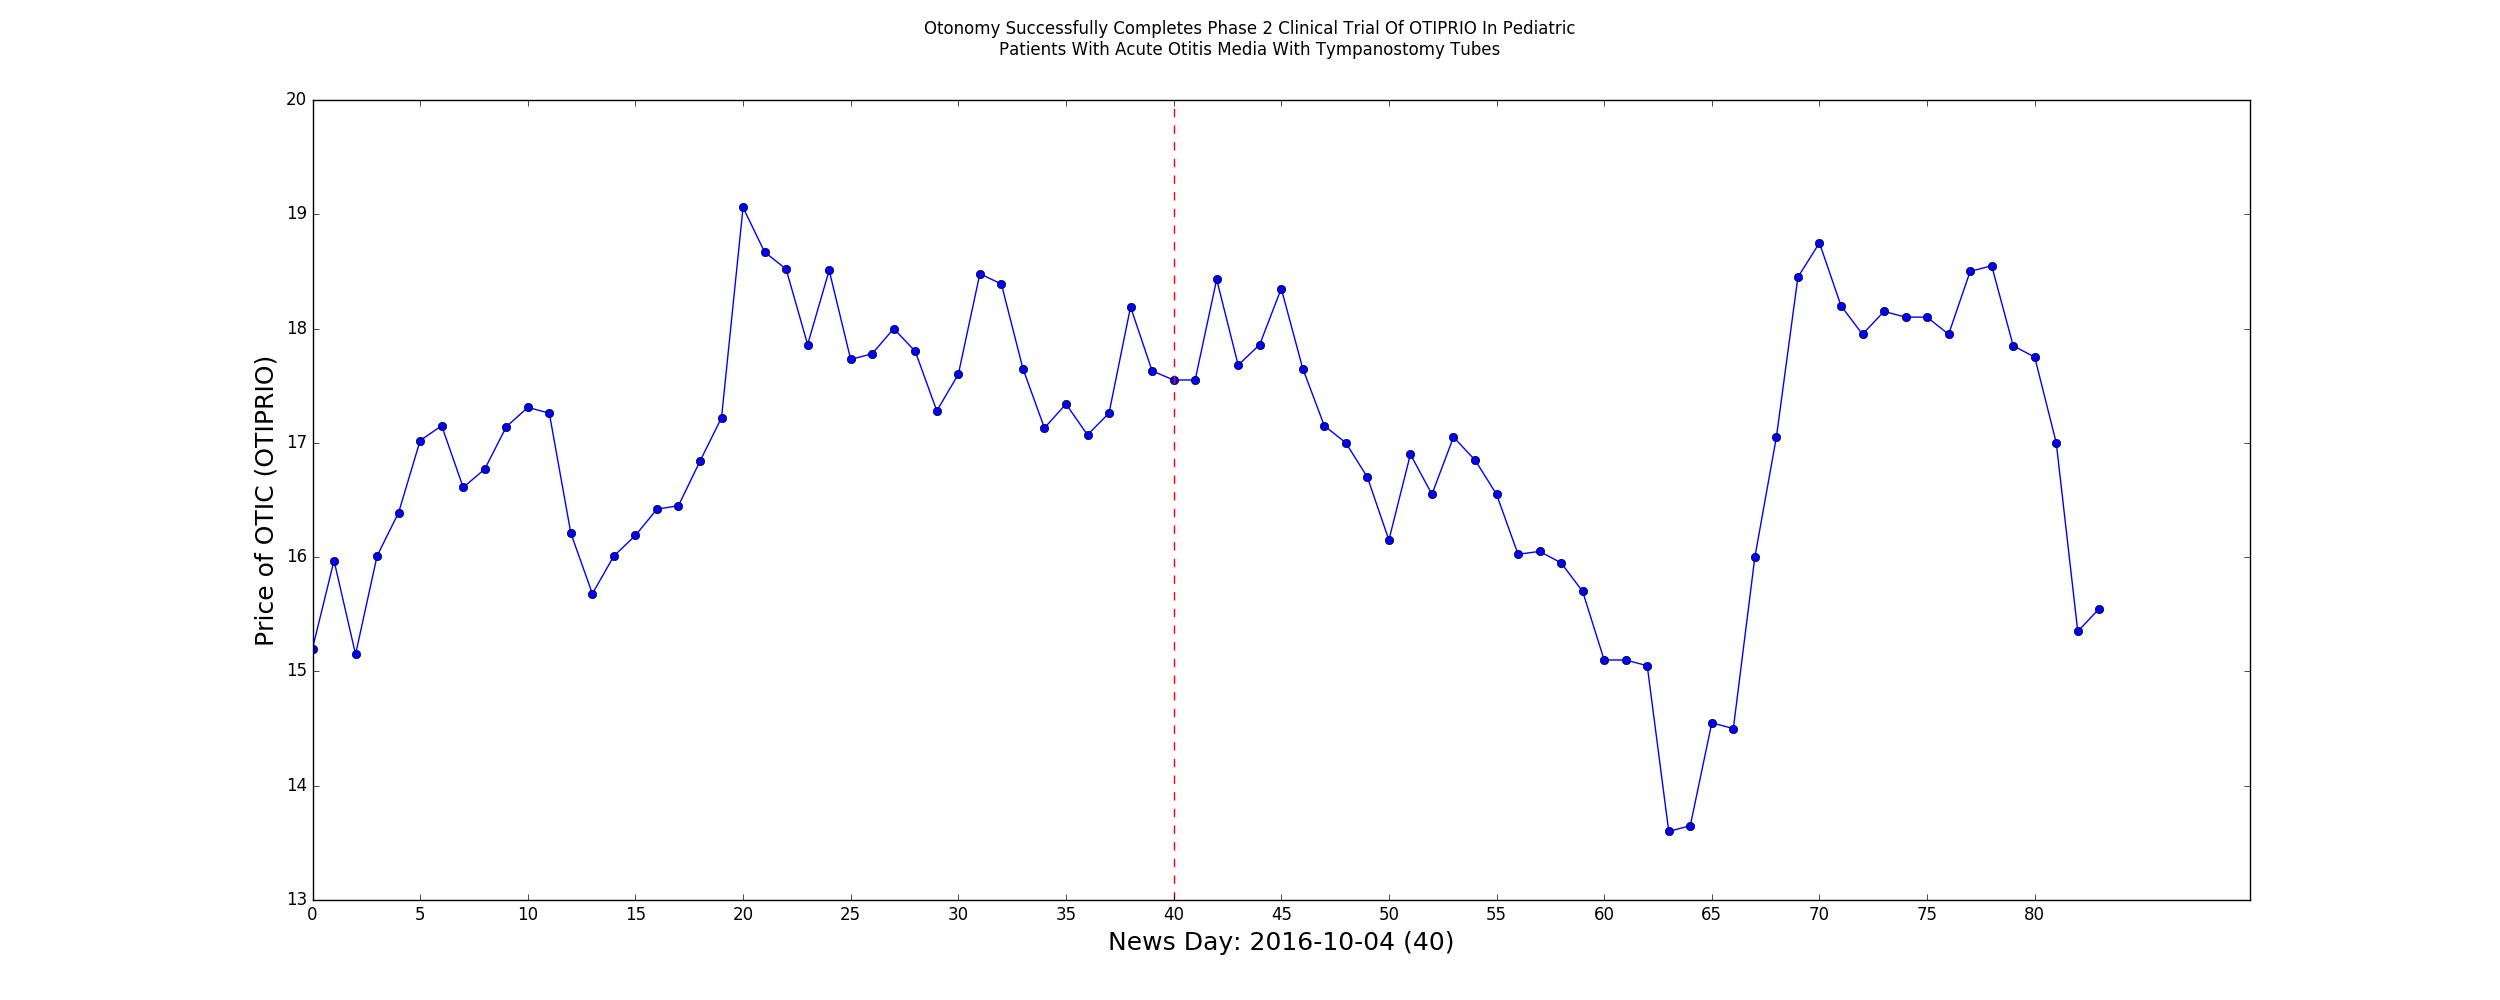 Otonomy Successfully Completes Phase 2 Clinical Trial Of OTIPRIO In Pediatric
Patients With Acute Otitis Media With Tympanostomy Tubes
Price of OTIC (OTIPRIO)
20
19
18
17
16
15
14
13
0 5 10 15 20 25 30 35 40 45 50 55 60 65 70 75 80
News Day: 2016-10-04 (40)